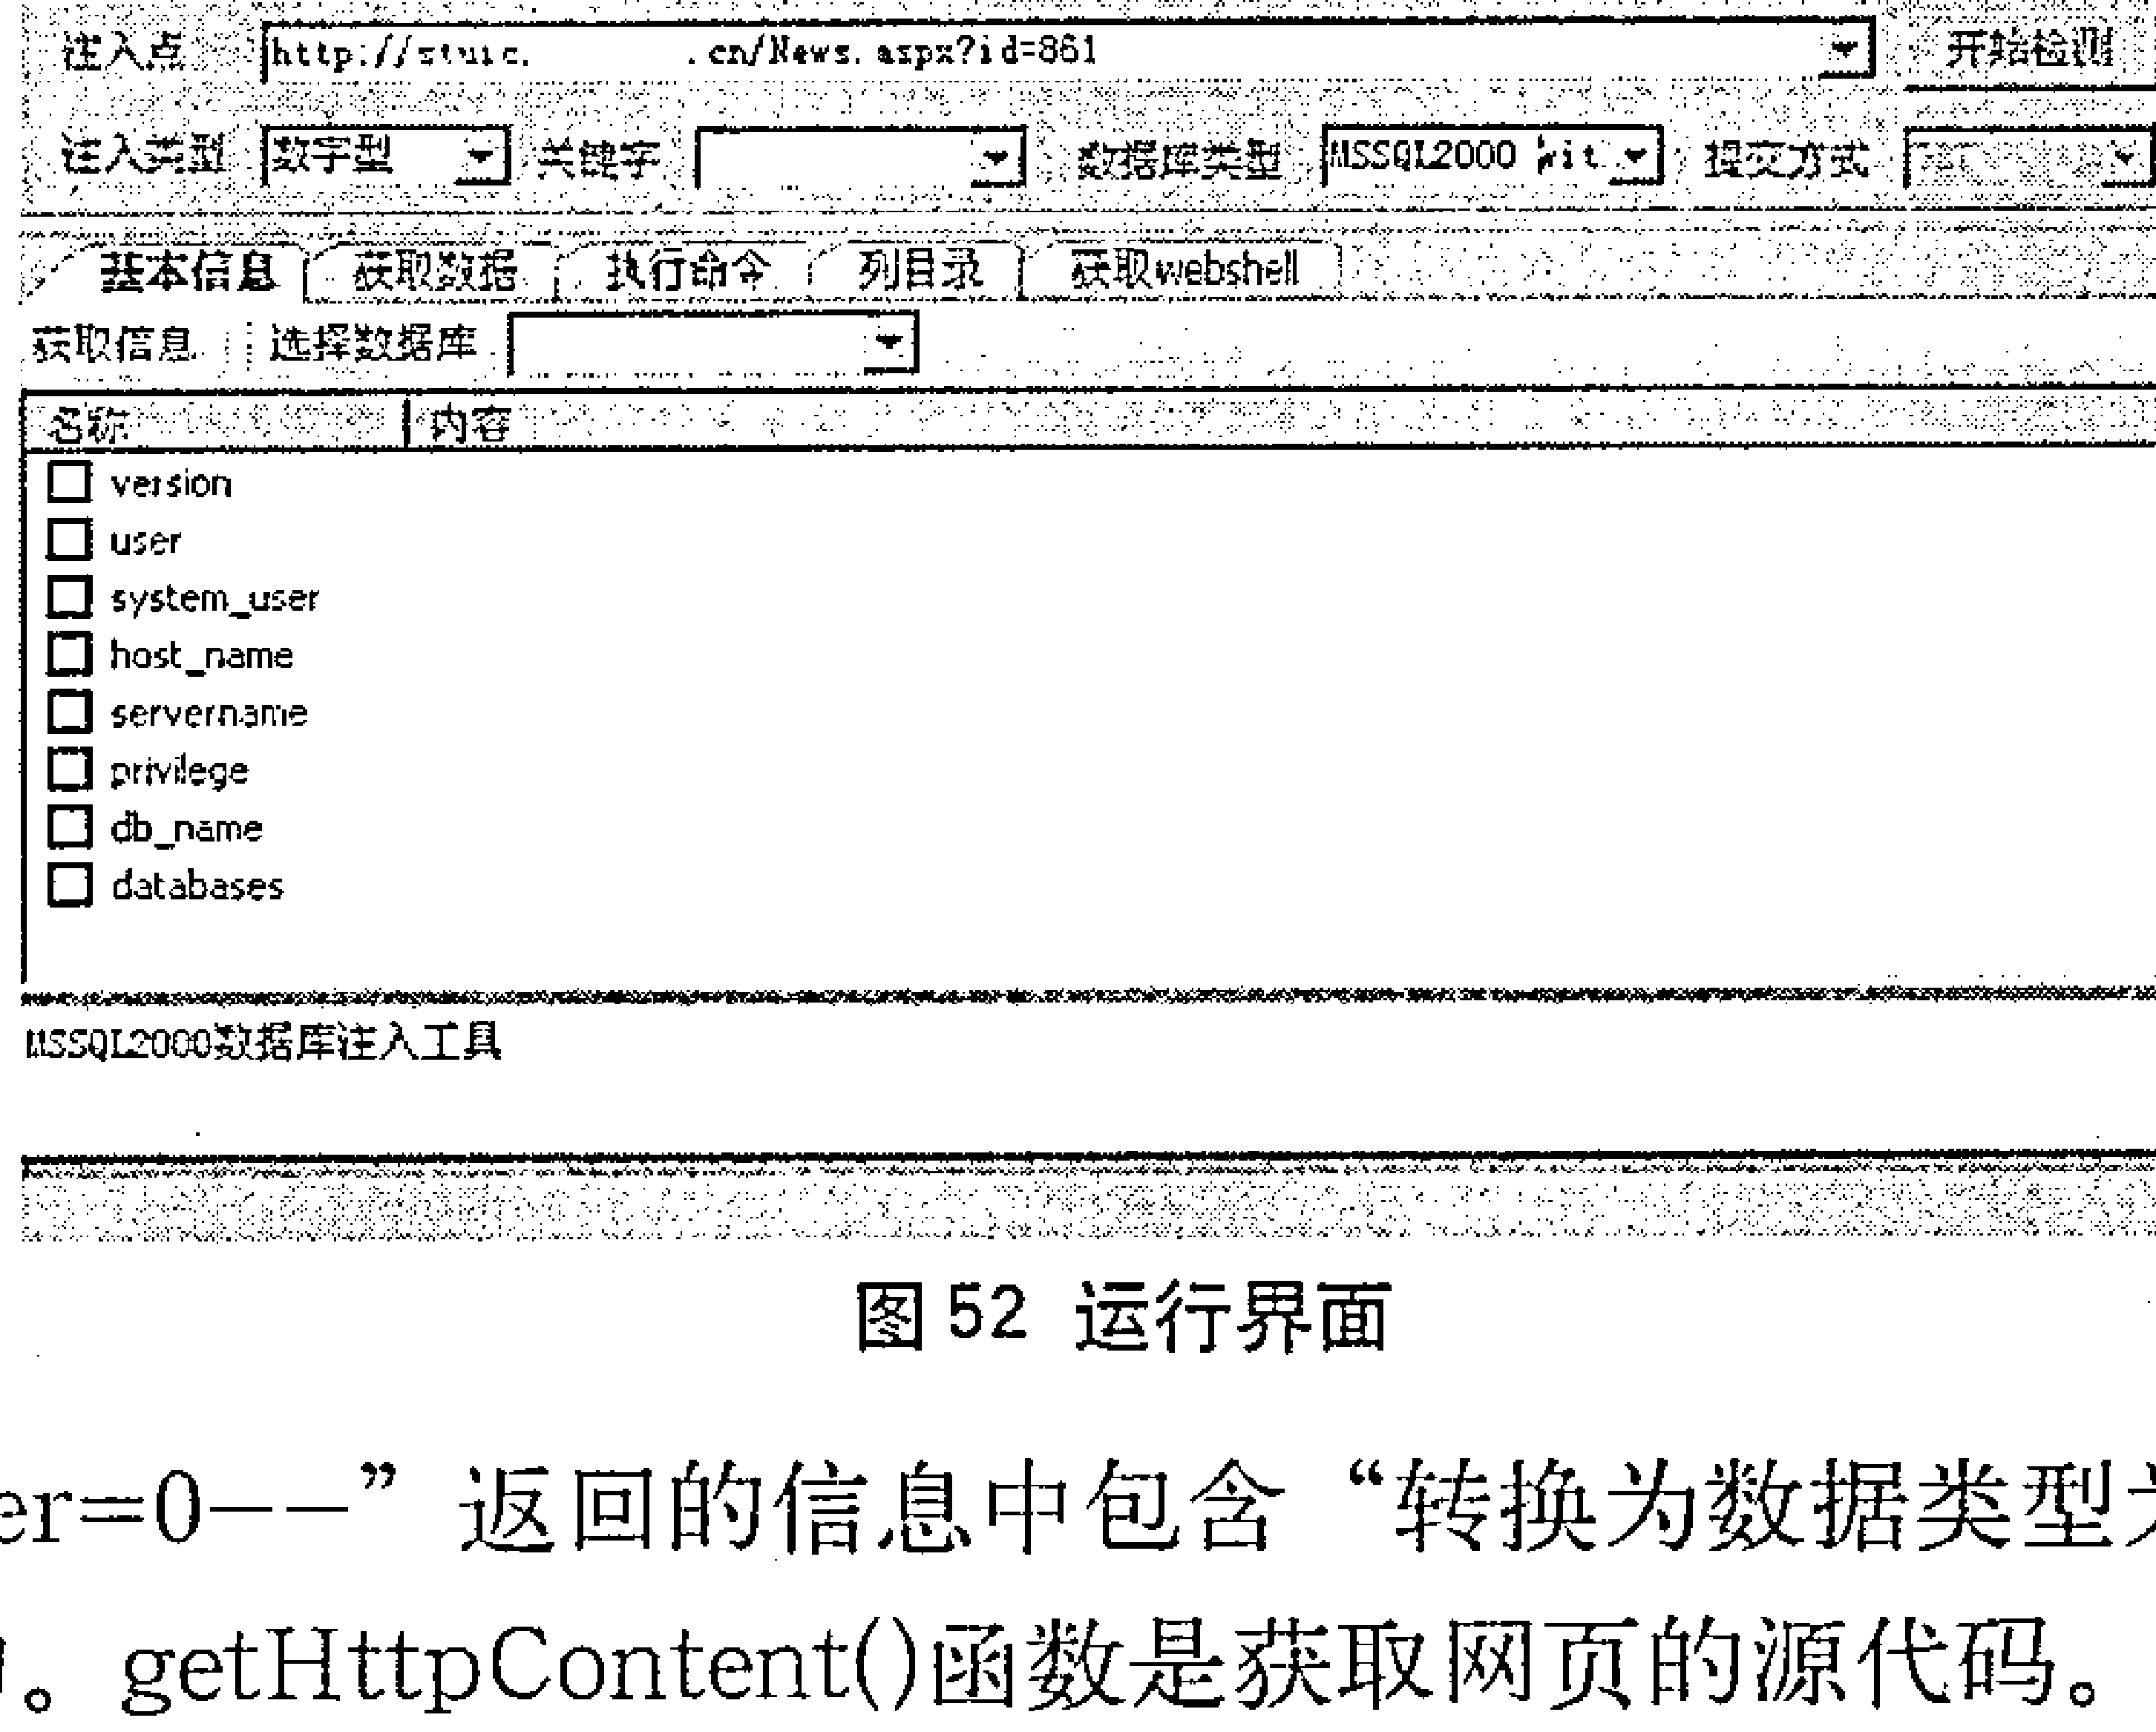 注入点 http://stuic. .cn/News.aspx?id=861 开始检测
注入类型 数字型 关键字 数据库类型 MSSQL2000 wit 提交方式
基本信息 获取数据 执行命令 列目录 获取webshell
获取信息 选择数据库
名称 内容
version
user
system_user
host_name
servername
privilege
db_name
databases
MSSQL2000数据库注入工具
图 52 运行界面
er=0--” 返回的信息中包含 “转换为数据类型为
。getHttpContent()函数是获取网页的源代码。